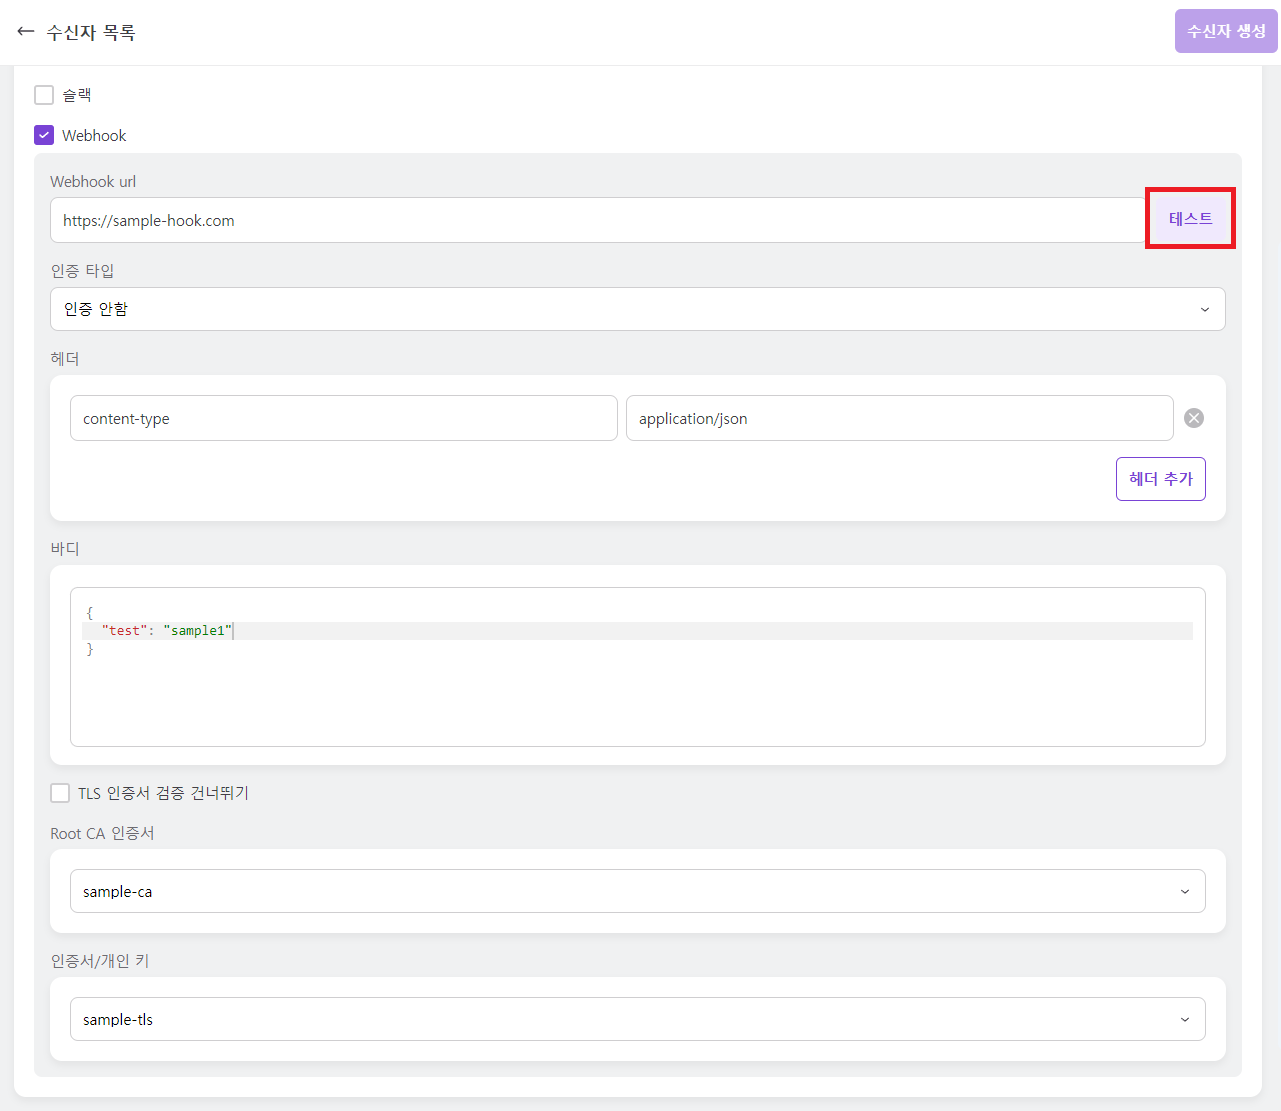 수신자 목록
수신자 생성
슬랙
Webhook
Webhook url
https://sample-hook.com
테스트
인증 타입
인증 안함
헤더
content-type
application/json
헤더 추가
바디
{
"test": "sample1"
}
TLS 인증서 검증 건너뛰기
Root CA 인증서
sample-ca
인증서/개인 키
sample-tls